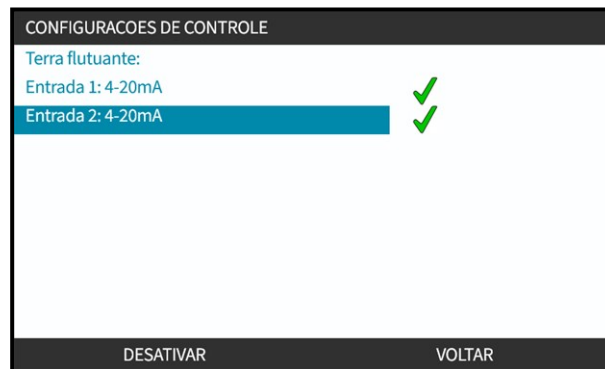 CONFIGURACOES DE CONTROLE
Terra flutuante:
Entrada 1: 4-20mA
Entrada 2: 4-20mA
DESATIVAR VOLTAR